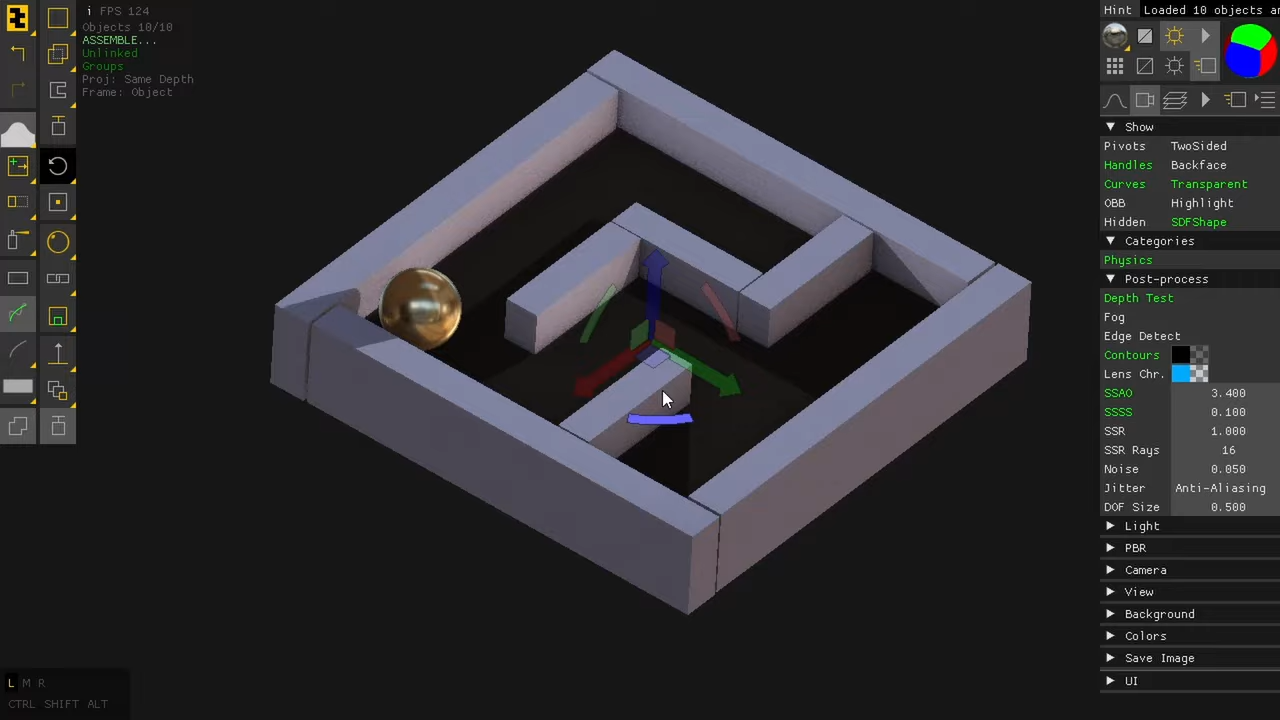 i FPS 124
Objects 10/10
ASSEMBLE...
Unlinked
Groups
Proj: Same Depth
Frame: Object
Hint Loaded 10 objects a
Show
Pivots TwoSided
Handles Backface
Curves Transparent
OBB Highlight
Hidden SDFShape
Categories
Physics
Post-process
Depth Test
Fog
Edge Detect
Contours
Lens Chr.
SSAO 3.400
SSSS 0.100
SSR 1.000
SSR Rays 16
Noise 0.050
Jitter Anti-Aliasing
DOF Size 0.500
Light
PBR
Camera
View
Background
Colors
Save Image
UI
L M R
CTRL SHIFT ALT